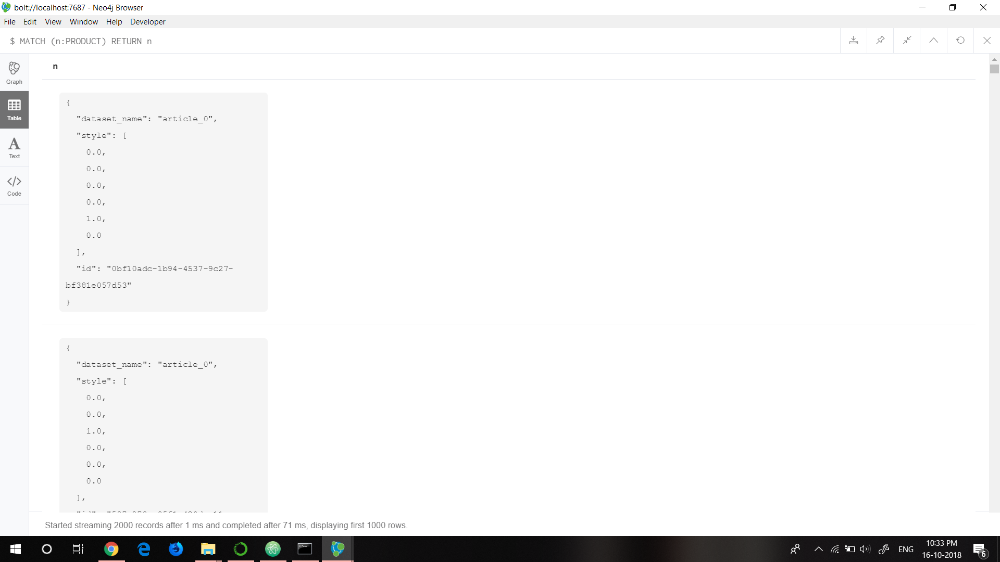 bolt://localhost:7687 - Neo4j Browser
File Edit View Window Help Developer
$ MATCH (n:PRODUCT) RETURN n
Graph
Table
Text
Code
n
{
"dataset_name": "article_0",
"style": [
0.0,
0.0,
0.0,
0.0,
1.0,
0.0
],
"id": "0bf10adc-1b94-4537-9c27-
bf381e057d53"
}
{
"dataset_name": "article_0",
"style": [
0.0,
0.0,
1.0,
0.0,
0.0,
0.0
],
Started streaming 2000 records after 1 ms and completed after 71 ms, displaying first 1000 rows.
ENG
10:33 PM
16-10-2018
6